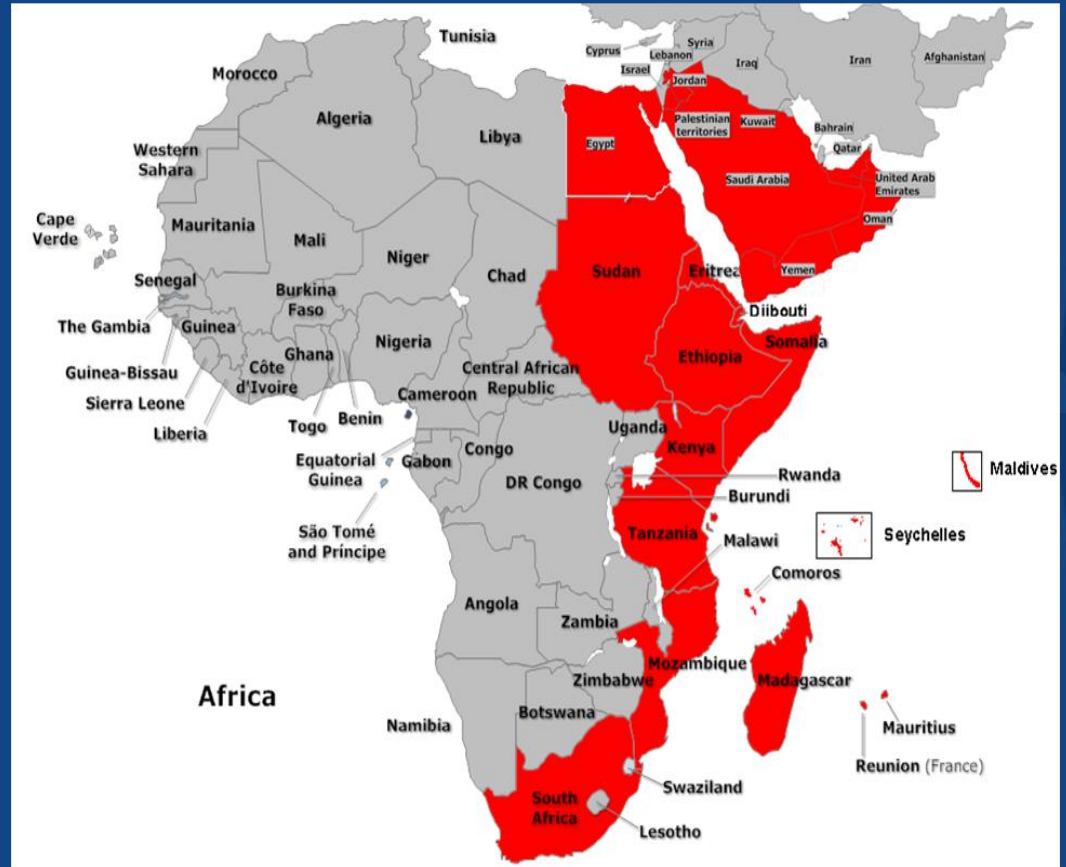 Tunisia
Cyprus
Syria
Lebanon
Israel
Iraq
Iran
Afghanistan
Morocco
Jordan
Algeria
Libya
Egypt
Palestinian
territories
Kuwait
Bahrain
Qatar
Western
Sahara
Saudi Arabia
United Arab
Emirates
Cape
Verde
Mauritania
Mali
Niger
Chad
Sudan
Eritrea
Oman
Yemen
Senegal
Burkina
Faso
Diibouti
The Gambia
Guinea
Nigeria
Somalia
Ghana
Ethiopia
Guinea-Bissau
Côte
d'Ivoire
Central African
Republic
Cameroon
Sierra Leone
Togo
Benin
Liberia
Uganda
Kenya
Equatorial
Guinea
Gabon
Congo
DR Congo
Rwanda
Burundi
Maldives
São Tomé
and Príncipe
Tanzania
Malawi
Seychelles
Comoros
Angola
Zambia
Mozambique
Zimbabwe
Madagascar
Africa
Namibia
Botswana
Mauritius
Reunion (France)
Swaziland
South
Africa
Lesotho